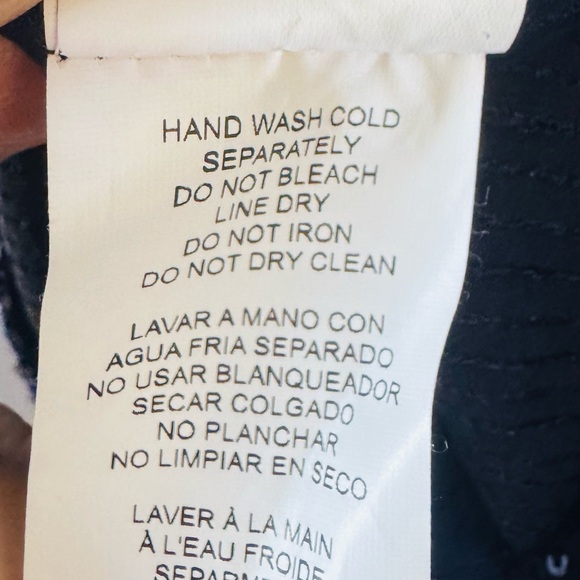 HAND WASH COLD
SEPARATELY
DO NOT BLEACH
LINE DRY
DO NOT IRON
DO NOT DRY CLEAN
LAVAR A MANO CON
AGUA FRIA SEPARADO
NO USAR BLANQUEADOR
SECAR COLGADO
NO PLANCHAR
NO LIMPIAR EN SECO
LAVER À LA MAIN
À L'EAU FROIDE